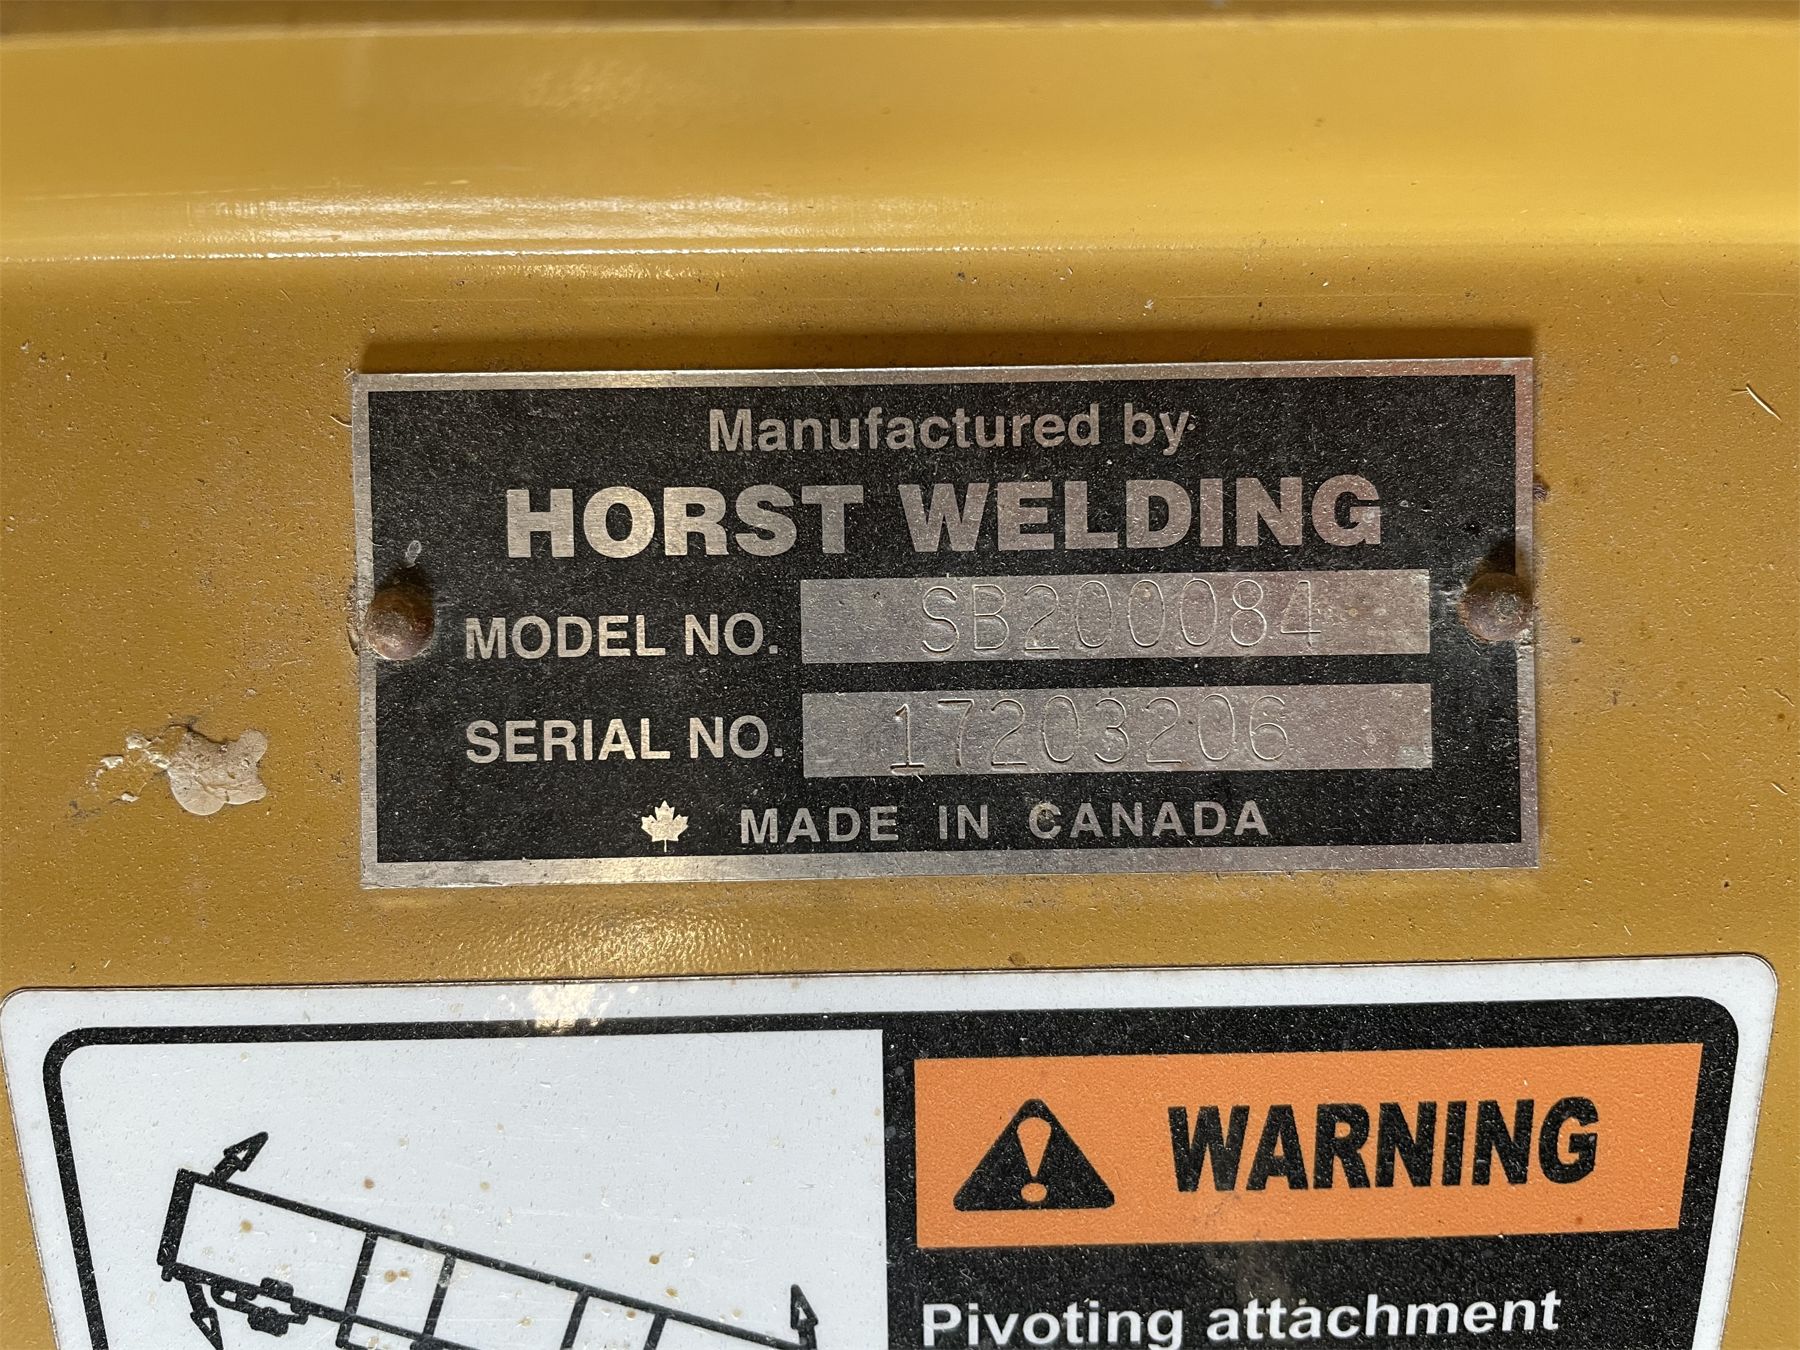 Manufactured by
HORST WELDING
MODEL NO. SB200084
SERIAL NO. 17203206
MADE IN CANADA
WARNING
Pivoting attachment